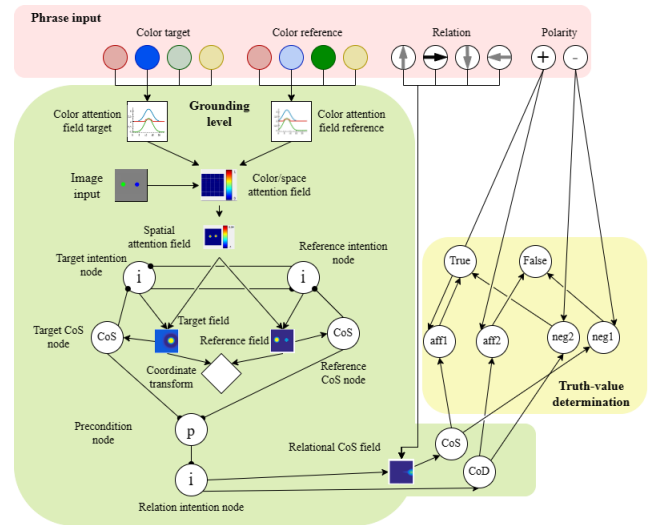 Phrase input
Color target
Color reference
Relation
Polarity
+
-
Color attention
field target
Grounding
level
Color attention
field reference
Image
input
Color/space
attention field
Spatial
attention field
Target intention
node
Reference intention
node
i
i
True
False
Target CoS
node
CoS
Target field
Reference field
CoS
aff1
aff2
neg2
neg1
Coordinate
transform
Reference
CoS node
Truth-value
determination
Precondition
node
p
Relational CoS field
CoS
i
CoD
Relation intention node